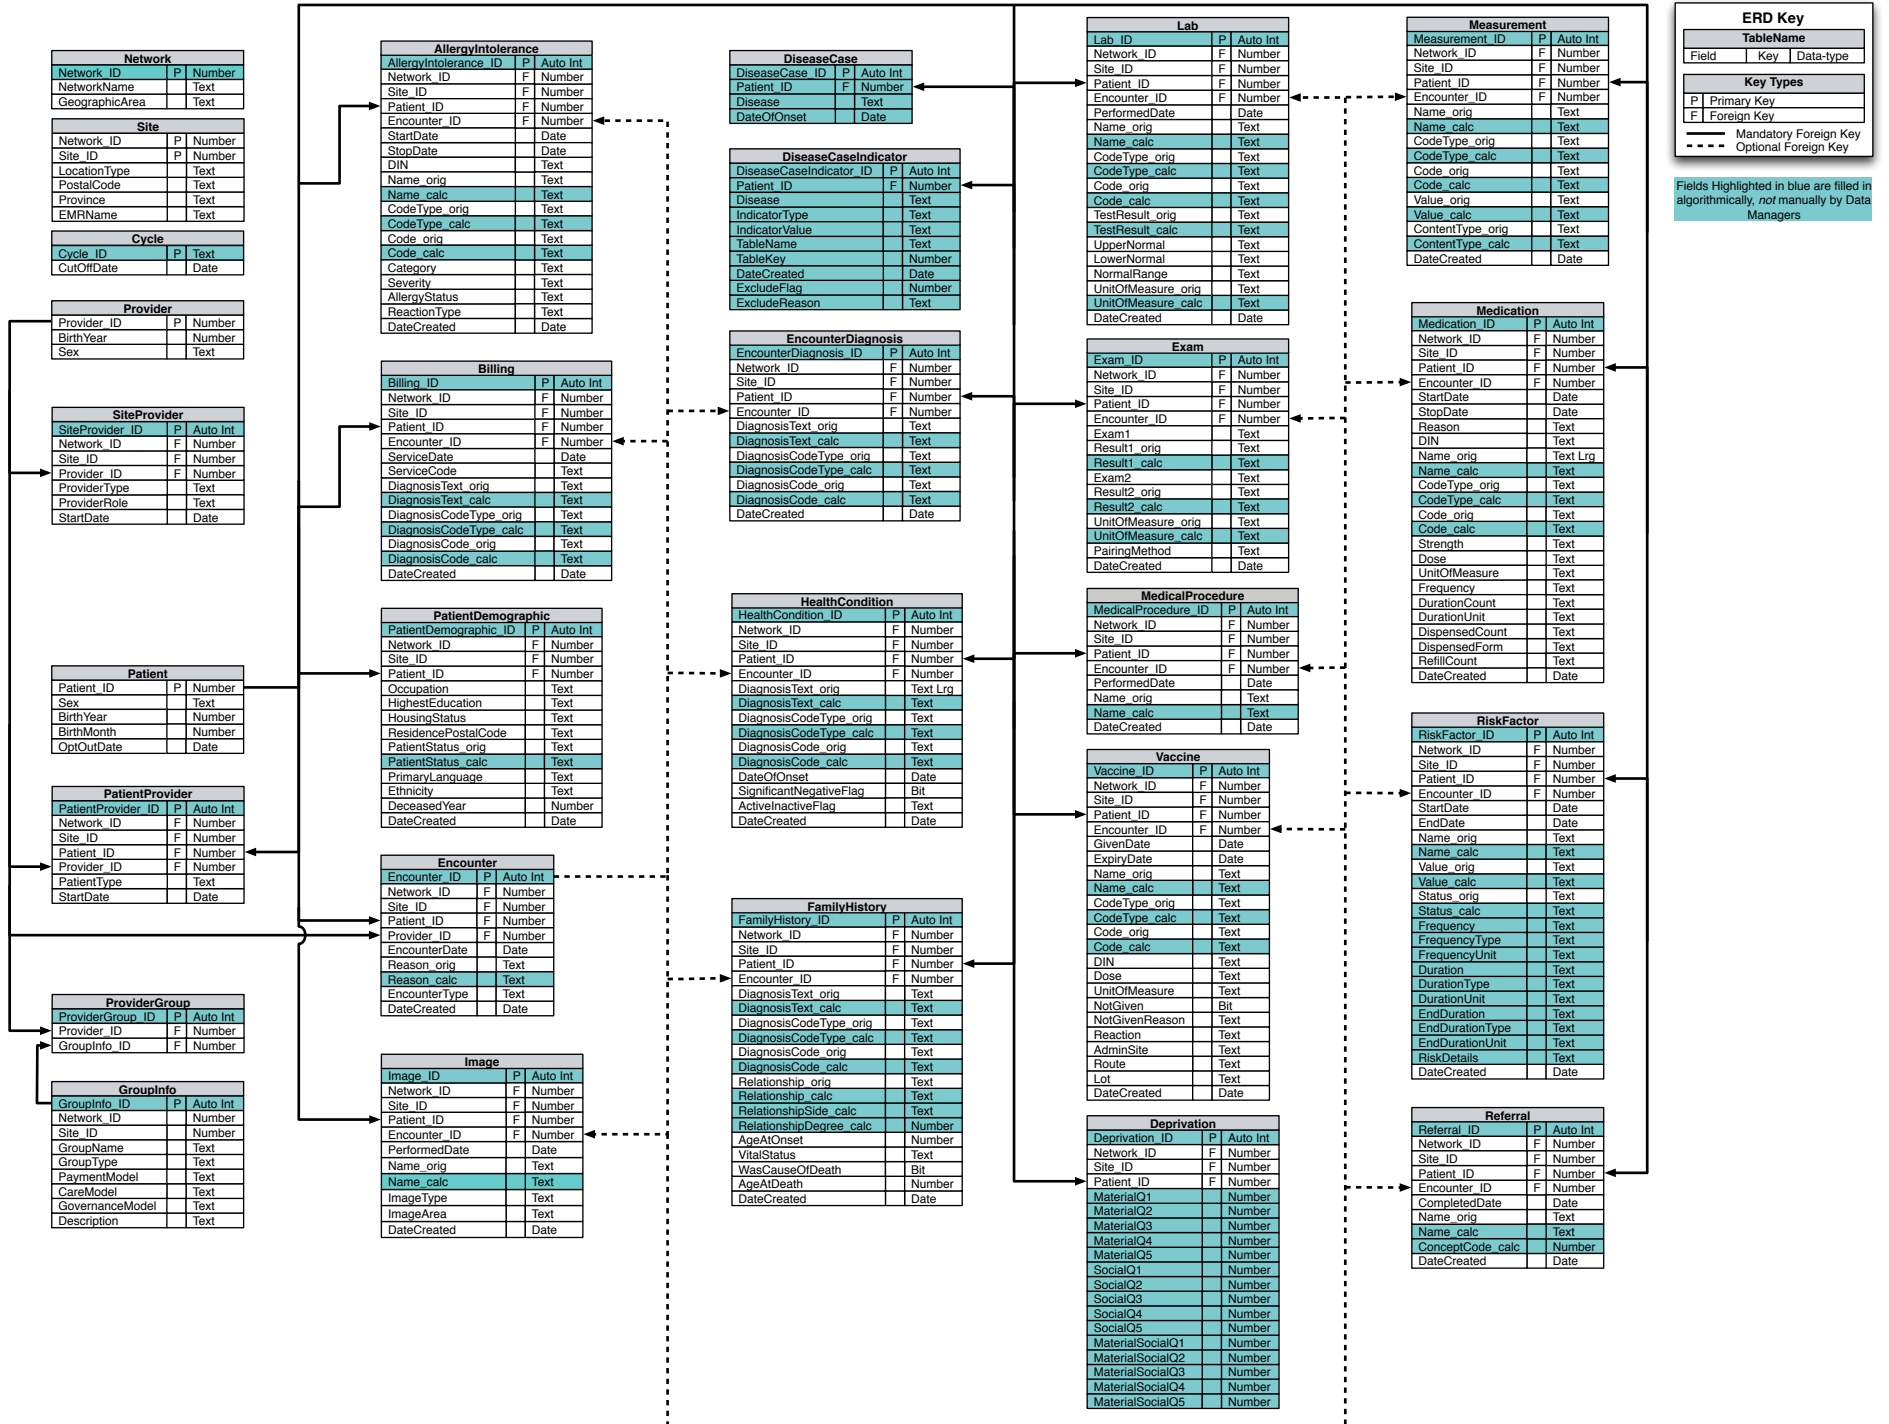 Network
Network_ID P Number
NetworkName Text
GeographicArea Text
Site
Network_ID P Number
Site_ID P Number
LocationType Text
PostalCode Text
Province Text
EMRName Text
Cycle
Cycle_ID P Text
CutOffDate Date
Provider
Provider_ID P Number
BirthYear Number
Sex Text
SiteProvider
SiteProvider_ID P Auto Int
Network_ID F Number
Site_ID F Number
Provider_ID F Number
ProviderType Text
ProviderRole Text
StartDate Date
Patient
Patient_ID P Number
Sex Text
BirthYear Number
BirthMonth Number
OptOutDate Date
PatientProvider
PatientProvider_ID P Auto Int
Network_ID F Number
Site_ID F Number
Patient_ID F Number
Provider_ID F Number
PatientType Text
StartDate Date
ProviderGroup
ProviderGroup_ID P Auto Int
Provider_ID F Number
GroupInfo_ID F Number
GroupInfo
GroupInfo_ID P Auto Int
Network_ID Number
Site_ID Number
GroupName Text
GroupType Text
PaymentModel Text
CareModel Text
GovernanceModel Text
Description Text
AllergyIntolerance
AllergyIntolerance_ID P Auto Int
Network_ID F Number
Site_ID F Number
Patient_ID F Number
Encounter_ID F Number
StartDate Date
StopDate Date
DIN Text
Name_orig Text
Name_calc Text
CodeType_orig Text
CodeType_calc Text
Code_orig Text
Code_calc Text
Category Text
Severity Text
AllergyStatus Text
ReactionType Text
DateCreated Date
Billing
Billing_ID P Auto Int
Network_ID F Number
Site_ID F Number
Patient_ID F Number
Encounter_ID F Number
ServiceDate Date
ServiceCode Text
DiagnosisText_orig Text
DiagnosisText_calc Text
DiagnosisCodeType_orig Text
DiagnosisCodeType_calc Text
DiagnosisCode_orig Text
DiagnosisCode_calc Text
DateCreated Date
PatientDemographic
PatientDemographic_ID P Auto Int
Network_ID F Number
Site_ID F Number
Patient_ID F Number
Occupation Text
HighestEducation Text
HousingStatus Text
ResidencePostalCode Text
PatientStatus_orig Text
PatientStatus_calc Text
PrimaryLanguage Text
Ethnicity Text
DeceasedYear Number
DateCreated Date
Encounter
Encounter_ID P Auto Int
Network_ID F Number
Site_ID F Number
Patient_ID F Number
Provider_ID F Number
EncounterDate Date
Reason_orig Text
Reason_calc Text
EncounterType Text
DateCreated Date
Image
Image_ID P Auto Int
Network_ID F Number
Site_ID F Number
Patient_ID F Number
Encounter_ID F Number
PerformedDate Date
Name_orig Text
Name_calc Text
ImageType Text
ImageArea Text
DateCreated Date
DiseaseCase
DiseaseCase_ID P Auto Int
Patient_ID F Number
Disease Text
DateOfOnset Date
DiseaseCaseIndicator
DiseaseCaseIndicator_ID P Auto Int
Patient_ID F Number
Disease Text
IndicatorType Text
IndicatorValue Text
TableName Text
TableKey Number
DateCreated Date
ExcludeFlag Number
ExcludeReason Text
EncounterDiagnosis
EncounterDiagnosis_ID P Auto Int
Network_ID F Number
Site_ID F Number
Patient_ID F Number
Encounter_ID F Number
DiagnosisText_orig Text
DiagnosisText_calc Text
DiagnosisCodeType_orig Text
DiagnosisCodeType_calc Text
DiagnosisCode_orig Text
DiagnosisCode_calc Text
DateCreated Date
HealthCondition
HealthCondition_ID P Auto Int
Network_ID F Number
Site_ID F Number
Patient_ID F Number
Encounter_ID F Number
DiagnosisText_orig Text Lrg
DiagnosisText_calc Text
DiagnosisCodeType_orig Text
DiagnosisCodeType_calc Text
DiagnosisCode_orig Text
DiagnosisCode_calc Text
DateOfOnset Date
SignificantNegativeFlag Bit
ActiveInactiveFlag Text
DateCreated Date
FamilyHistory
FamilyHistory_ID P Auto Int
Network_ID F Number
Site_ID F Number
Patient_ID F Number
Encounter_ID F Number
DiagnosisText_orig Text
DiagnosisText_calc Text
DiagnosisCodeType_orig Text
DiagnosisCodeType_calc Text
DiagnosisCode_orig Text
DiagnosisCode_calc Text
Relationship_orig Text
Relationship_calc Text
RelationshipSide_calc Text
RelationshipDegree_calc Number
AgeAtOnset Number
VitalStatus Text
WasCauseOfDeath Bit
AgeAtDeath Number
DateCreated Date
Lab
Lab_ID P Auto Int
Network_ID F Number
Site_ID F Number
Patient_ID F Number
Encounter_ID F Number
PerformedDate Date
Name_orig Text
Name_calc Text
CodeType_orig Text
CodeType_calc Text
Code_orig Text
Code_calc Text
TestResult_orig Text
TestResult_calc Text
UpperNormal Text
LowerNormal Text
NormalRange Text
UnitOfMeasure_orig Text
UnitOfMeasure_calc Text
DateCreated Date
Exam
Exam_ID P Auto Int
Network_ID F Number
Site_ID F Number
Patient_ID F Number
Encounter_ID F Number
Exam1 Text
Result1_orig Text
Result1_calc Text
Exam2 Text
Result2_orig Text
Result2_calc Text
UnitOfMeasure_orig Text
UnitOfMeasure_calc Text
PairingMethod Text
DateCreated Date
MedicalProcedure
MedicalProcedure_ID P Auto Int
Network_ID F Number
Site_ID F Number
Patient_ID F Number
Encounter_ID F Number
PerformedDate Date
Name_orig Text
Name_calc Text
DateCreated Date
Vaccine
Vaccine_ID P Auto Int
Network_ID F Number
Site_ID F Number
Patient_ID F Number
Encounter_ID F Number
GivenDate Date
ExpiryDate Date
Name_orig Text
Name_calc Text
CodeType_orig Text
CodeType_calc Text
Code_orig Text
Code_calc Text
DIN Text
Dose Text
UnitOfMeasure Text
NotGiven Bit
NotGivenReason Text
Reaction Text
AdminSite Text
Route Text
Lot Text
DateCreated Date
Deprivation
Deprivation_ID P Auto Int
Network_ID F Number
Site_ID F Number
Patient_ID F Number
MaterialQ1 Number
MaterialQ2 Number
MaterialQ3 Number
MaterialQ4 Number
MaterialQ5 Number
SocialQ1 Number
SocialQ2 Number
SocialQ3 Number
SocialQ4 Number
SocialQ5 Number
MaterialSocialQ1 Number
MaterialSocialQ2 Number
MaterialSocialQ3 Number
MaterialSocialQ4 Number
MaterialSocialQ5 Number
Measurement
Measurement_ID P Auto Int
Network_ID F Number
Site_ID F Number
Patient_ID F Number
Encounter_ID F Number
Name_orig Text
Name_calc Text
CodeType_orig Text
CodeType_calc Text
Code_orig Text
Code_calc Text
Value_orig Text
Value_calc Text
ContentType_orig Text
ContentType_calc Text
DateCreated Date
Medication
Medication_ID P Auto Int
Network_ID F Number
Site_ID F Number
Patient_ID F Number
Encounter_ID F Number
StartDate Date
StopDate Date
Reason Text
DIN Text
Name_orig Text Lrg
Name_calc Text
CodeType_orig Text
CodeType_calc Text
Code_orig Text
Code_calc Text
Strength Text
Dose Text
UnitOfMeasure Text
Frequency Text
DurationCount Text
DurationUnit Text
DispensedCount Text
DispensedForm Text
RefillCount Text
DateCreated Date
RiskFactor
RiskFactor_ID P Auto Int
Network_ID F Number
Site_ID F Number
Patient_ID F Number
Encounter_ID F Number
StartDate Date
EndDate Date
Name_orig Text
Name_calc Text
Value_orig Text
Value_calc Text
Status_orig Text
Status_calc Text
Frequency Text
FrequencyType Text
FrequencyUnit Text
Duration Text
DurationType Text
DurationUnit Text
EndDuration Text
EndDurationType Text
EndDurationUnit Text
RiskDetails Text
DateCreated Date
Referral
Referral_ID P Auto Int
Network_ID F Number
Site_ID F Number
Patient_ID F Number
Encounter_ID F Number
CompletedDate Date
Name_orig Text
Name_calc Text
ConceptCode_calc Number
DateCreated Date
ERD Key
TableName
Field Key Data-type
Key Types
P Primary Key
F Foreign Key
Mandatory Foreign Key
Optional Foreign Key
Fields Highlighted in blue are filled in
algorithmically, not manually by Data
Managers